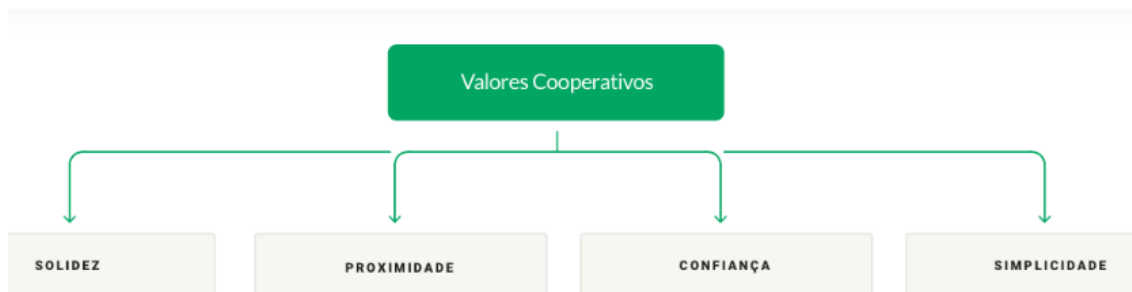 Valores Cooperativos
SOLIDEZ
PROXIMIDADE
CONFIANÇA
SIMPLICIDADE